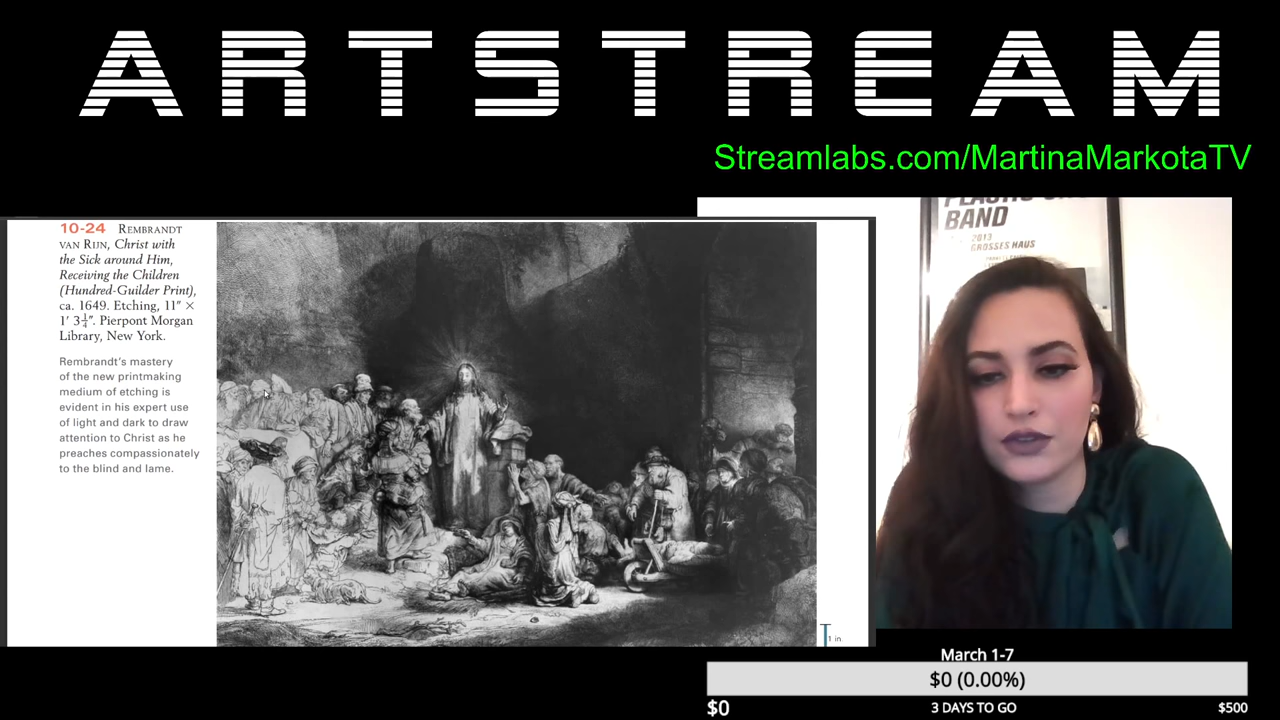 ARTSTREAM
Streamlabs.com/MartinaMarkotaTV
10-24 REMBRANDT
VAN RIJN, Christ with
the Sick around Him,
Receiving the Children
(Hundred-Guilder Print),
ca. 1649. Etching, 11" ×
1' 3¼". Pierpont Morgan
Library, New York.
Rembrandt's mastery
of the new printmaking
medium of etching is
evident in his expert use
of light and dark to draw
attention to Christ as he
preaches compassionately
to the blind and lame.
1 in.
BAND
2013
GROSSES HAUS
March 1-7
$0 (0.00%)
$0 3 DAYS TO GO $500